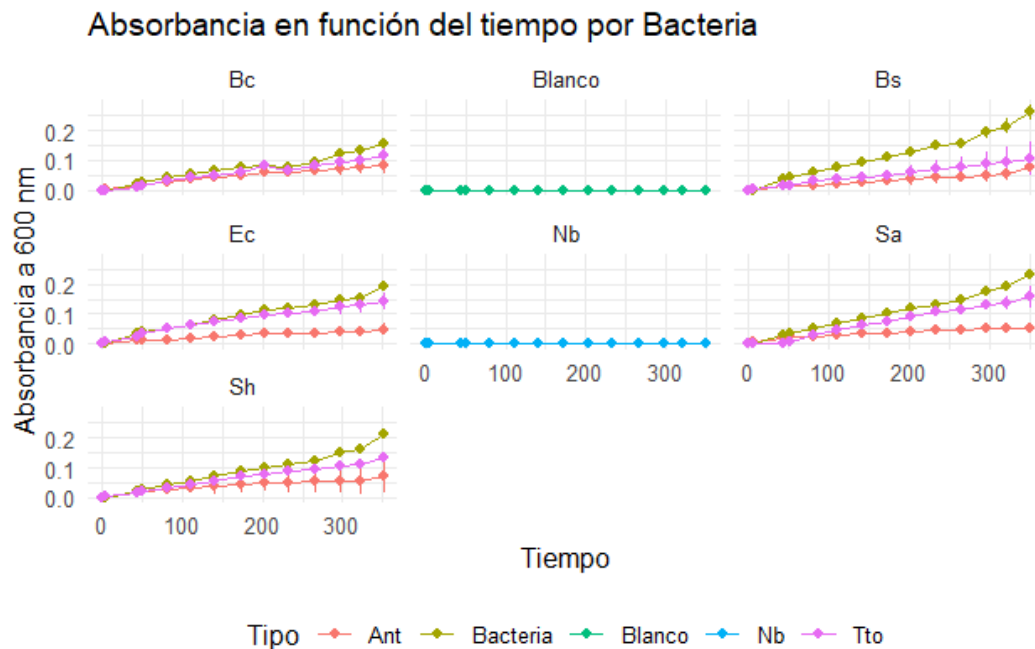 Absorbancia en función del tiempo por Bacteria
Bc Blanco Bs
0.2
0.1
0.0
Ec Nb Sa
0.2
0.1
0.0
0 100 200 300 0 100 200 300
Sh
0.2
0.1
0.0
0 100 200 300
Absorbancia a 600 nm
Tiempo
Tipo Ant Bacteria Blanco Nb Tto